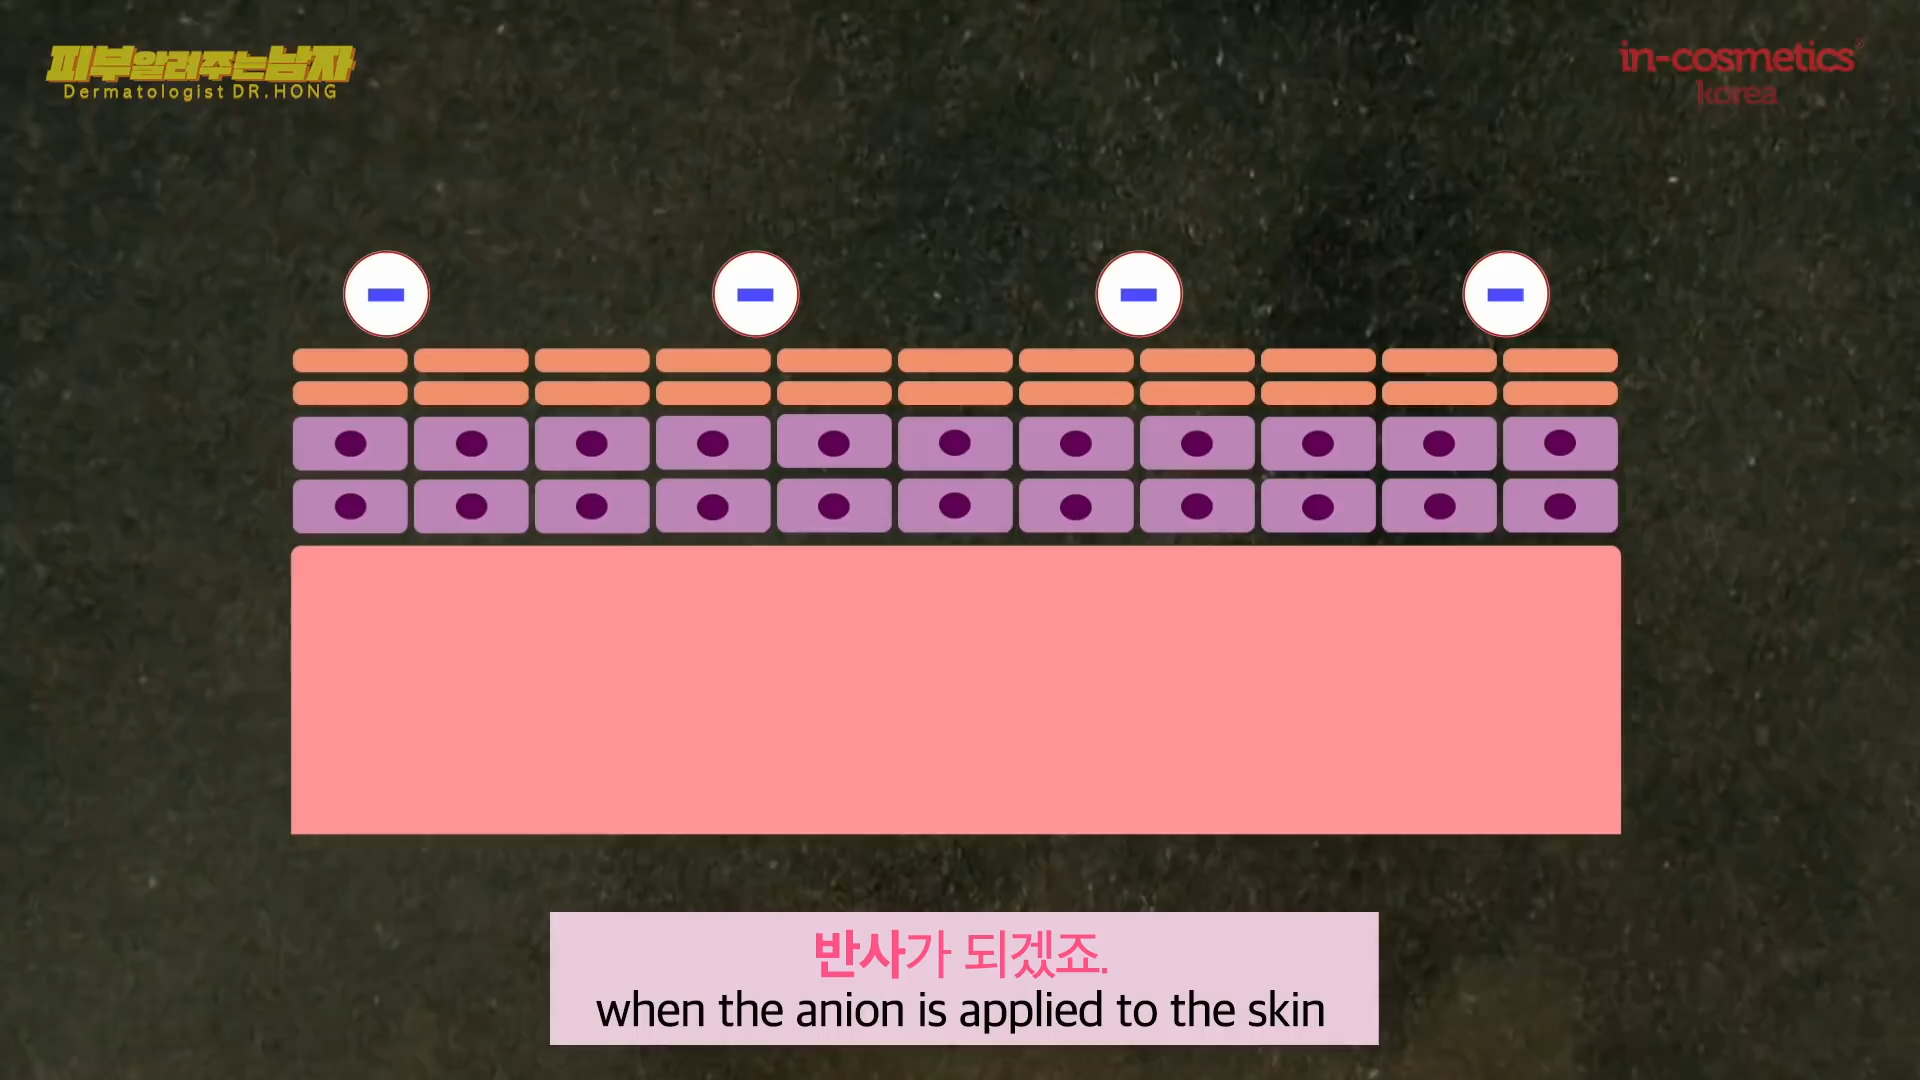 피부알려주는남자
Dermatologist DR.HONG
in-cosmetics
korea
반사가 되겠죠.
when the anion is applied to the skin